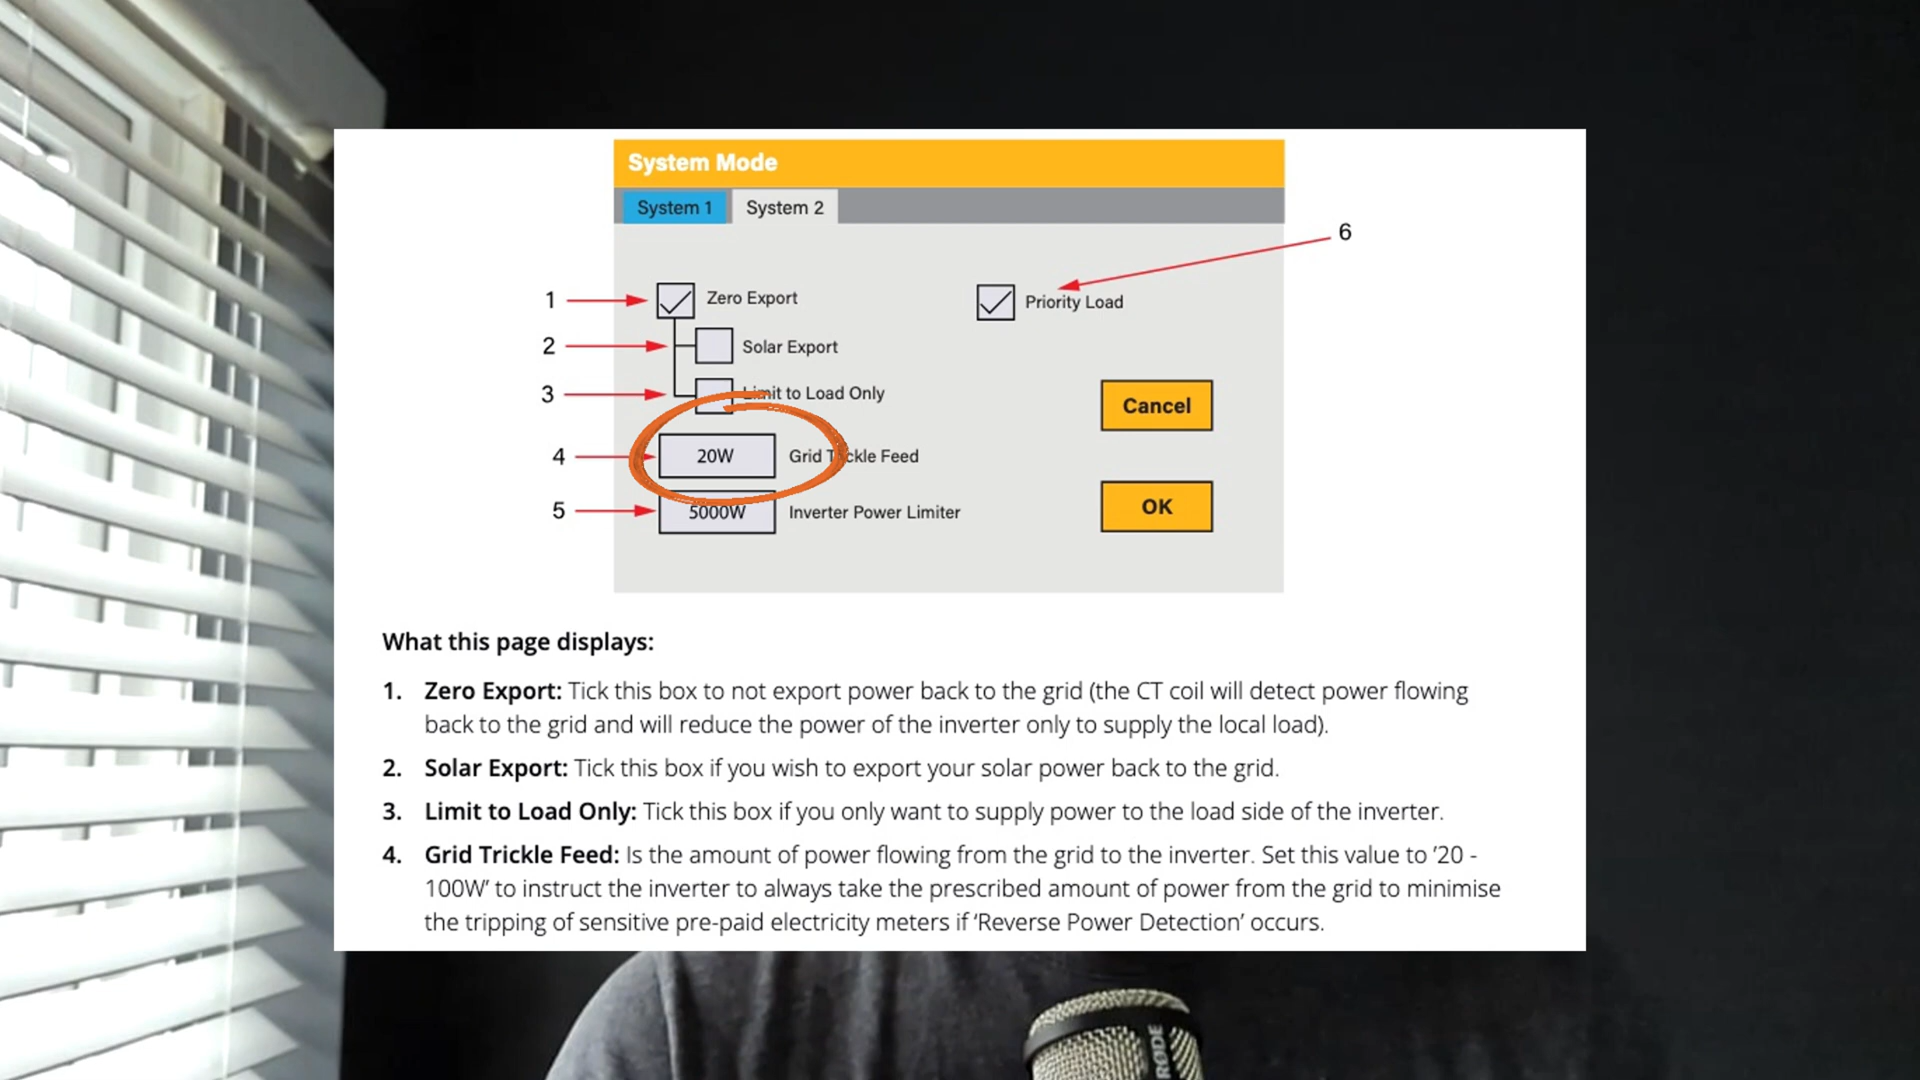 System Mode
System 1
System 2
6
1
Zero Export
Priority Load
2
Solar Export
3
Limit to Load Only
Cancel
4
20W
Grid Trickle Feed
5
5000W
Inverter Power Limiter
OK
What this page displays:
1. Zero Export: Tick this box to not export power back to the grid (the CT coil will detect power flowing
back to the grid and will reduce the power of the inverter only to supply the local load).
2. Solar Export: Tick this box if you wish to export your solar power back to the grid.
3. Limit to Load Only: Tick this box if you only want to supply power to the load side of the inverter.
4. Grid Trickle Feed: Is the amount of power flowing from the grid to the inverter. Set this value to ’20 -
100W’ to instruct the inverter to always take the prescribed amount of power from the grid to minimise
the tripping of sensitive pre-paid electricity meters if ‘Reverse Power Detection’ occurs.
RODE